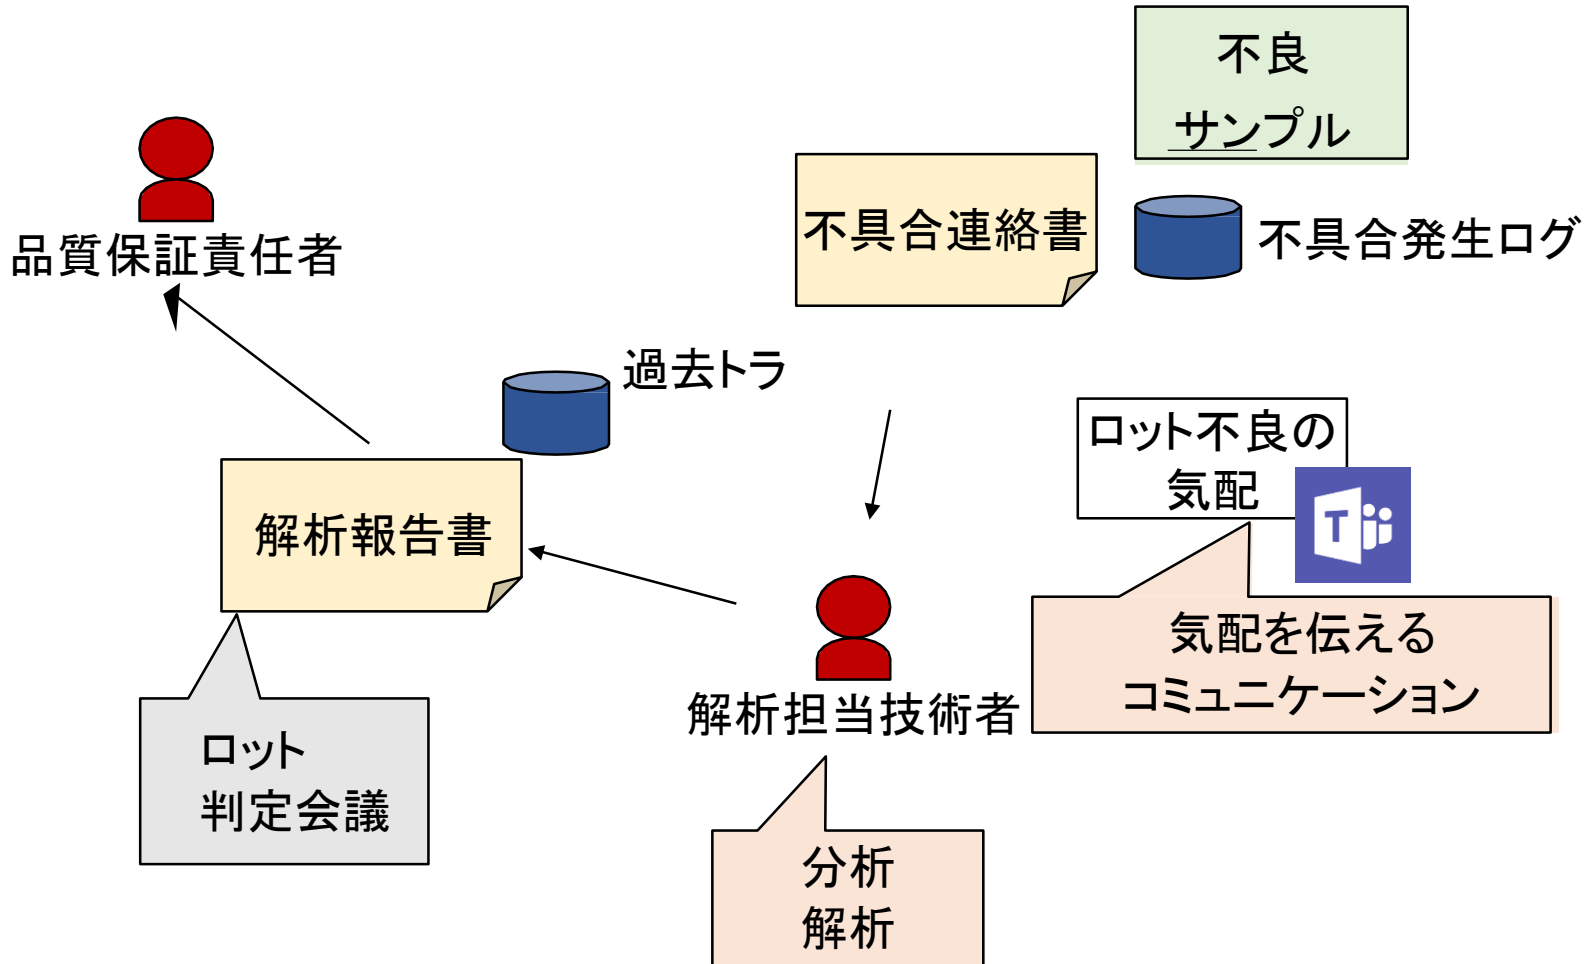 不良
サンプル
品質保証責任者
不具合連絡書
不具合発生ログ
過去トラ
ロット不良の
気配
解析報告書
T
気配を伝える
コミュニケーション
解析担当技術者
ロット
判定会議
分析
解析